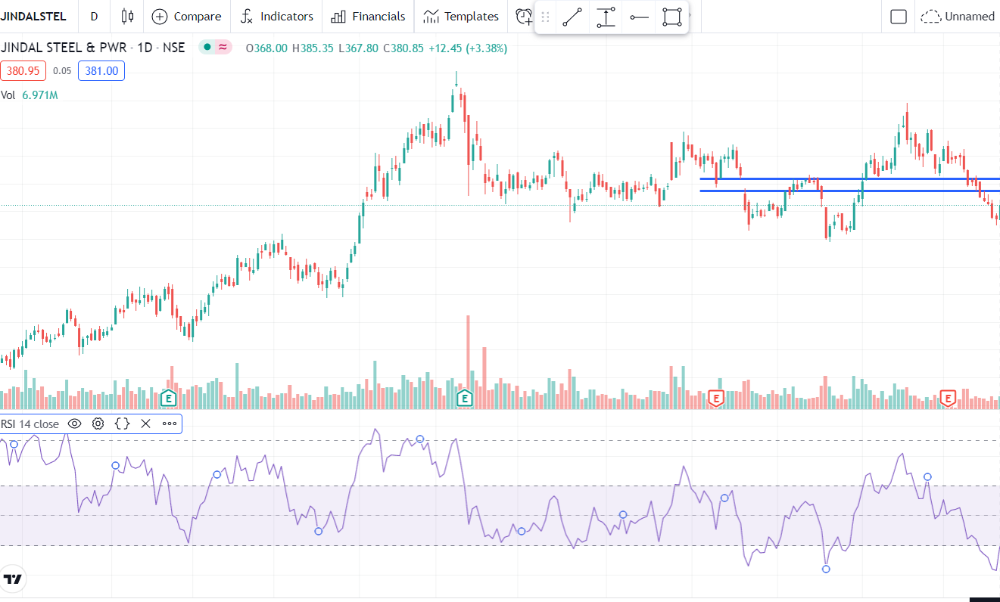 JINDALSTEL D Compare Indicators Financials Templates Unnamed
JINDAL STEEL & PWR · 1D · NSE O368.00 H385.35 L367.80 C380.85 +12.45 (+3.38%)
380.95 0.05 381.00
Vol 6.971M
E E E E
RSI 14 close